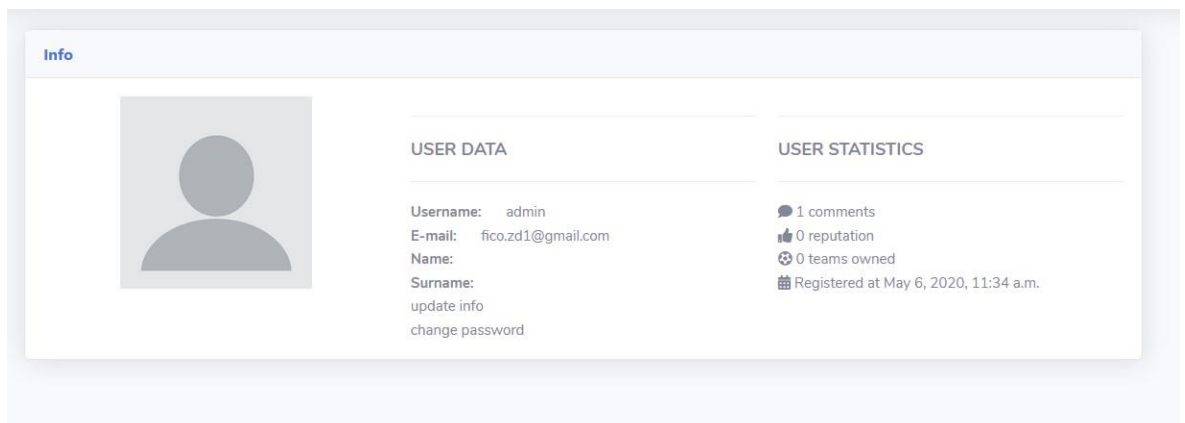 Info
USER DATA
Username: admin
E-mail: fico.zd1@gmail.com
Name:
Surname:
update info
change password
USER STATISTICS
1 comments
0 reputation
0 teams owned
Registered at May 6, 2020, 11:34 a.m.